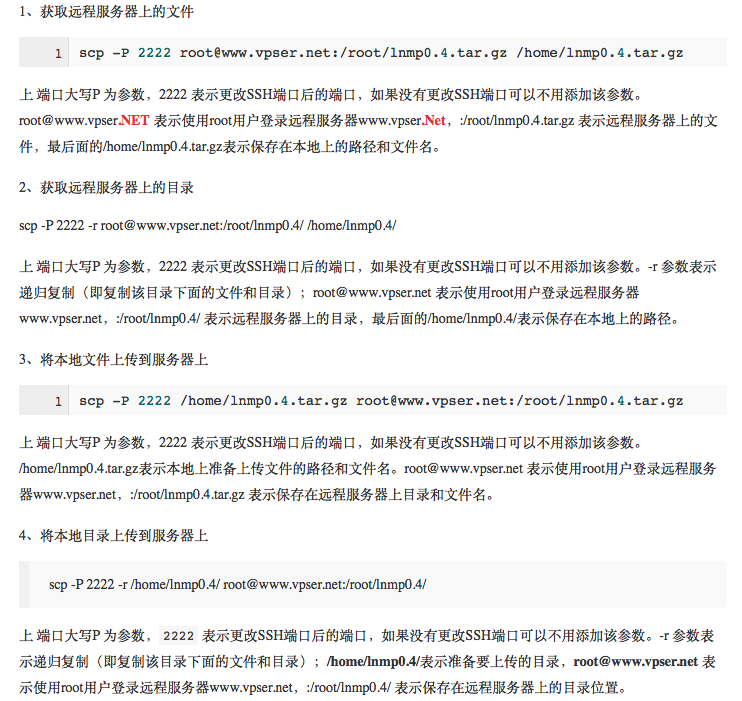 1、获取远程服务器上的文件
1 scp -P 2222 root@www.vpser.net:/root/lnmp0.4.tar.gz /home/lnmp0.4.tar.gz
上 端口大写P 为参数，2222 表示更改SSH端口后的端口，如果没有更改SSH端口可以不用添加该参数。
root@www.vpser.NET 表示使用root用户登录远程服务器www.vpser.Net，:/root/lnmp0.4.tar.gz 表示远程服务器上的文
件，最后面的/home/lnmp0.4.tar.gz表示保存在本地上的路径和文件名。
2、获取远程服务器上的目录
scp -P 2222 -r root@www.vpser.net:/root/lnmp0.4/ /home/lnmp0.4/
上 端口大写P 为参数，2222 表示更改SSH端口后的端口，如果没有更改SSH端口可以不用添加该参数。-r 参数表示
递归复制（即复制该目录下面的文件和目录）；root@www.vpser.net 表示使用root用户登录远程服务器
www.vpser.net，:/root/lnmp0.4/ 表示远程服务器上的目录，最后面的/home/lnmp0.4/表示保存在本地上的路径。
3、将本地文件上传到服务器上
1 scp -P 2222 /home/lnmp0.4.tar.gz root@www.vpser.net:/root/lnmp0.4.tar.gz
上 端口大写P 为参数，2222 表示更改SSH端口后的端口，如果没有更改SSH端口可以不用添加该参数。
/home/lnmp0.4.tar.gz表示本地上准备上传文件的路径和文件名。root@www.vpser.net 表示使用root用户登录远程服务
器www.vpser.net，:/root/lnmp0.4.tar.gz 表示保存在远程服务器上目录和文件名。
4、将本地目录上传到服务器上
scp -P 2222 -r /home/lnmp0.4/ root@www.vpser.net:/root/lnmp0.4/
上 端口大写P 为参数，2222 表示更改SSH端口后的端口，如果没有更改SSH端口可以不用添加该参数。-r 参数表
示递归复制（即复制该目录下面的文件和目录）；/home/lnmp0.4/表示准备要上传的目录，root@www.vpser.net 表
示使用root用户登录远程服务器www.vpser.net，:/root/lnmp0.4/ 表示保存在远程服务器上的目录位置。